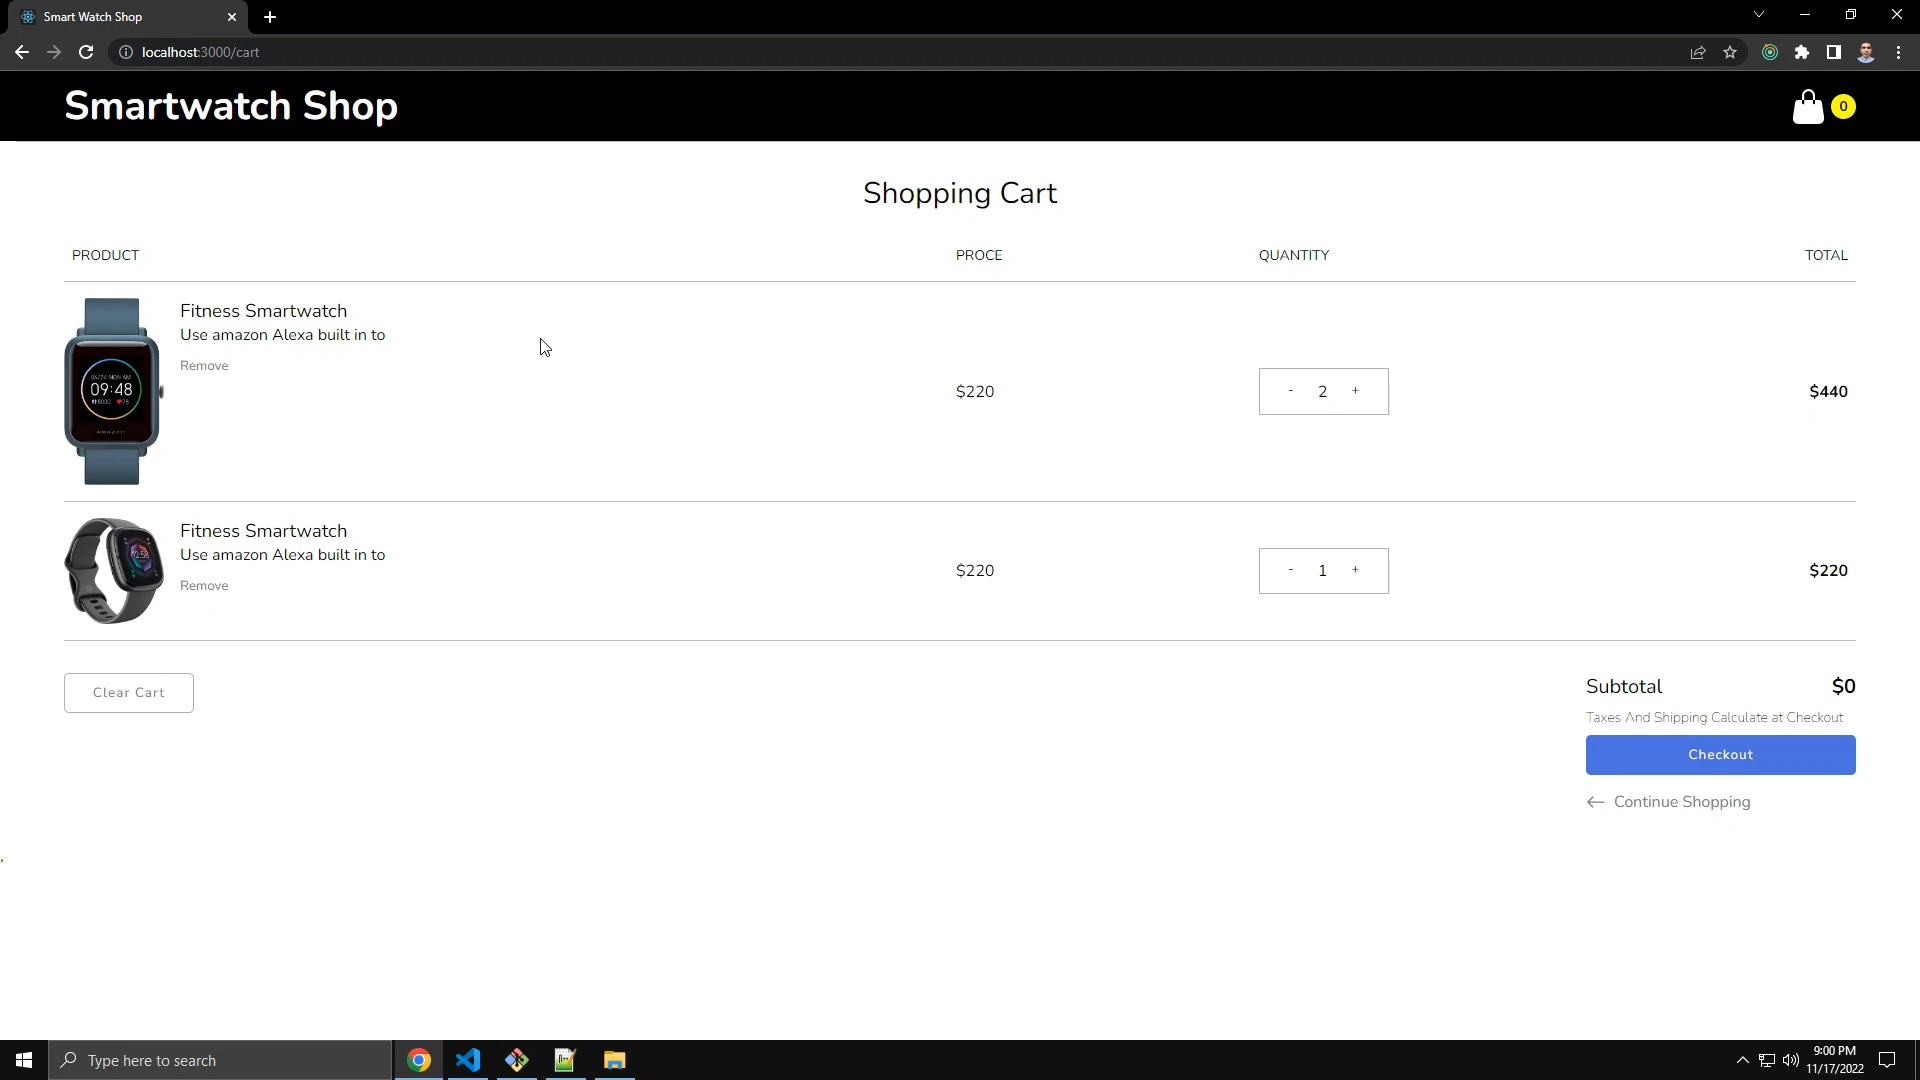 Smart Watch Shop
localhost:3000/cart
Smartwatch Shop
0
Shopping Cart
PRODUCT PROCE QUANTITY TOTAL
Fitness Smartwatch
Use amazon Alexa built in to
Remove
09:48
AMAZFIT
$220 - 2 + $440
Fitness Smartwatch
Use amazon Alexa built in to
Remove
$220 - 1 + $220
Clear Cart
Subtotal $0
Taxes And Shipping Calculate at Checkout
Checkout
Continue Shopping
,
Type here to search
9:00 PM
11/17/2022